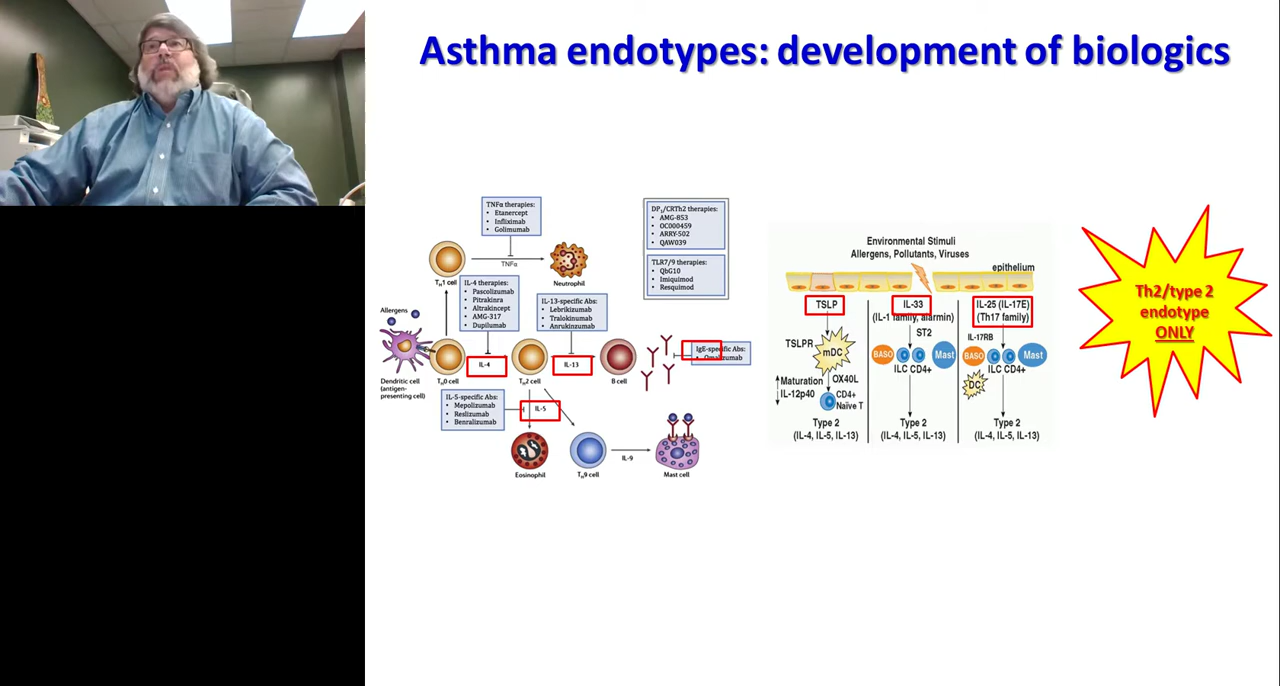 Asthma endotypes: development of biologics
TNFα therapies:
• Etanercept
• Infliximab
• Golimumab
TNFα
TH1 cell
Neutrophil
IL-4 therapies:
• Pascolizumab
• Pitrakinra
• Altrakincept
• AMG-317
• Dupilumab
IL-13-specific Abs:
• Lebrikizumab
• Tralokinumab
• Anrukinzumab
DP1/CRTh2 therapies:
• AMG-853
• OC000459
• ARRY-502
• QAW039
TLR7/9 therapies:
• QbG10
• Imiquimod
• Resquimod
Allergens
Dendritic cell
(antigen-
presenting cell)
TH0 cell
IL-4
TH2 cell
IL-13
B cell
IgE-specific Abs:
• Omalizumab
IL-5-specific Abs:
• Mepolizumab
• Reslizumab
• Benralizumab
IL-5
Eosinophil
TH9 cell
IL-9
Mast cell
Environmental Stimuli
Allergens, Pollutants, Viruses
epithelium
TSLP
TSLPR
mDC
Maturation
IL-12p40
OX40L
CD4+
Naïve T
Type 2
(IL-4, IL-5, IL-13)
IL-33
(IL-1 family, alarmin)
ST2
BASO
Mast
ILC CD4+
Type 2
(IL-4, IL-5, IL-13)
IL-25 (IL-17E)
(Th17 family)
IL-17RB
BASO
Mast
ILC CD4+
DC
Type 2
(IL-4, IL-5, IL-13)
Th2/type 2
endotype
ONLY